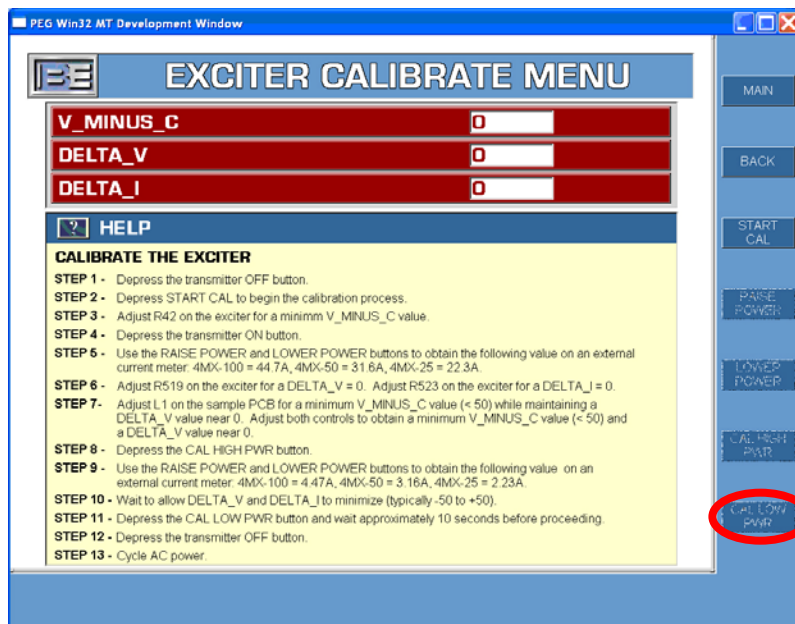 PEG Win32 MT Development Window
BE
EXCITER CALIBRATE MENU
V_MINUS_C 0
DELTA_V 0
DELTA_I 0
? HELP
CALIBRATE THE EXCITER
STEP 1 - Depress the transmitter OFF button.
STEP 2 - Depress START CAL to begin the calibration process.
STEP 3 - Adjust R42 on the exciter for a minimm V_MINUS_C value.
STEP 4 - Depress the transmitter ON button.
STEP 5 - Use the RAISE POWER and LOWER POWER buttons to obtain the following value on an external
current meter: 4MX-100 = 44.7A, 4MX-50 = 31.6A, 4MX-25 = 22.3A.
STEP 6 - Adjust R519 on the exciter for a DELTA_V = 0. Adjust R523 on the exciter for a DELTA_I = 0.
STEP 7- Adjust L1 on the sample PCB for a minimum V_MINUS_C value (< 50) while maintaining a
DELTA_V value near 0. Adjust both controls to obtain a minimum V_MINUS_C value (< 50) and
a DELTA_V value near 0.
STEP 8 - Depress the CAL HIGH PWR button.
STEP 9 - Use the RAISE POWER and LOWER POWER buttons to obtain the following value on an
external current meter: 4MX-100 = 4.47A, 4MX-50 = 3.16A, 4MX-25 = 2.23A.
STEP 10 - Wait to allow DELTA_V and DELTA_I to minimize (typically -50 to +50).
STEP 11 - Depress the CAL LOW PWR button and wait approximately 10 seconds before proceeding.
STEP 12 - Depress the transmitter OFF button.
STEP 13 - Cycle AC power.
MAIN
BACK
START
CAL
RAISE
POWER
LOWER
POWER
CAL HIGH
PWR
CAL LOW
PWR